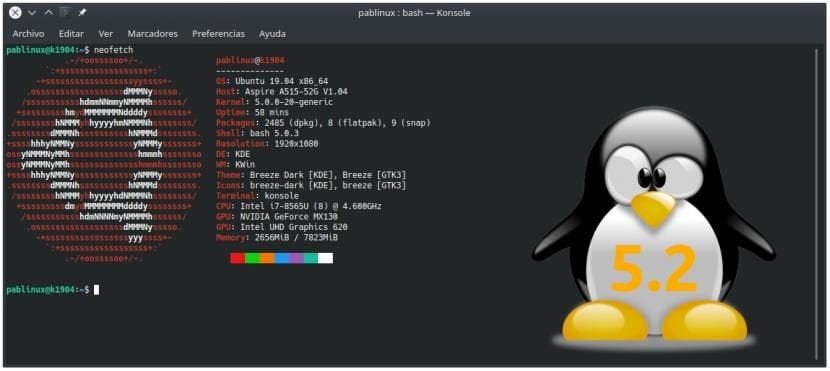 pablinux : bash — Konsole
Archivo Editar Ver Marcadores Preferencias Ayuda
pablinux@k1904:~$ neofetch
pablinux@k1904
--------------
OS: Ubuntu 19.04 x86_64
Host: Aspire A515-52G V1.04
Kernel: 5.0.0-20-generic
Uptime: 58 mins
Packages: 2485 (dpkg), 8 (flatpak), 9 (snap)
Shell: bash 5.0.3
Resolution: 1920x1080
DE: KDE
WM: KWin
Theme: Breeze Dark [KDE], Breeze [GTK3]
Icons: breeze-dark [KDE], breeze [GTK3]
Terminal: konsole
CPU: Intel i7-8565U (8) @ 4.600GHz
GPU: NVIDIA GeForce MX130
GPU: Intel UHD Graphics 620
Memory: 2656MiB / 7823MiB
pablinux@k1904:~$
5.2